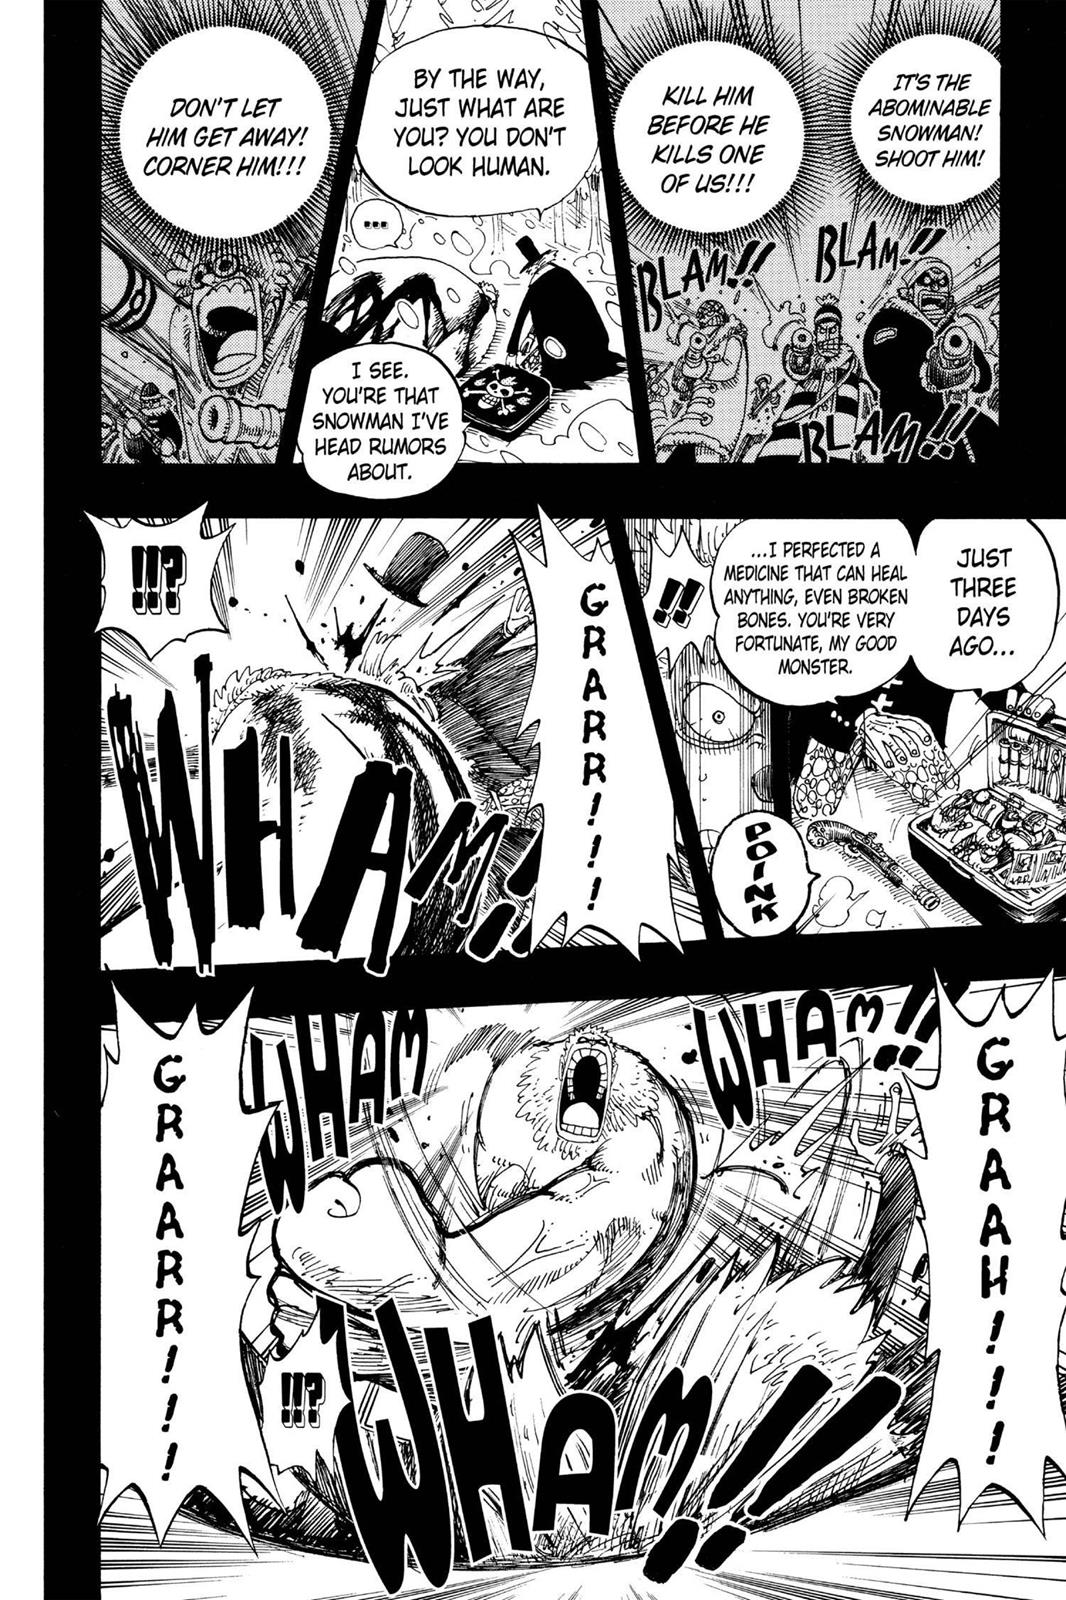 IT'S THE
ABOMINABLE
SNOWMAN!
SHOOT HIM!
KILL HIM
BEFORE HE
KILLS ONE
OF US!!!
BLAM!!
BLAM!!
BLAM!!
BY THE WAY,
JUST WHAT ARE
YOU? YOU DON'T
LOOK HUMAN.
...
I SEE.
YOU'RE THAT
SNOWMAN I'VE
HEAD RUMORS
ABOUT.
DON'T LET
HIM GET AWAY!
CORNER HIM!!!
JUST
THREE
DAYS
AGO...
...I PERFECTED A
MEDICINE THAT CAN HEAL
ANYTHING, EVEN BROKEN
BONES. YOU'RE VERY
FORTUNATE, MY GOOD
MONSTER.
!!
POINK
GRARR!!!!
!!!?
WHAM!!
GRAAH!!!!
WHAM!!
WHAM
WHAM!!
!!!?
GRAARR!!!!